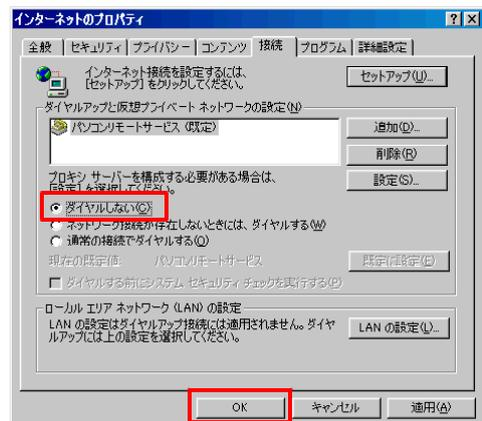 インターネットのプロパティ
全般 セキュリティ プライバシー コンテンツ 接続 プログラム 詳細設定
インターネット接続を設定するには、
[セットアップ] をクリックしてください。
セットアップ(U)...
ダイヤルアップと仮想プライベート ネットワークの設定(N)
パソコンリモートサービス (既定)
追加(D)...
削除(R)
プロキシ サーバーを構成する必要がある場合は、
[設定] を選択してください。
設定(S)...
ダイヤルしない(C)
ネットワーク接続が存在しないときには、ダイヤルする(W)
通常の接続でダイヤルする(O)
現在の既定値: パソコンリモートサービス
既定に設定(E)
ダイヤルする前にシステム セキュリティ チェックを実行する(P)
ローカル エリア ネットワーク (LAN) の設定
LAN の設定はダイヤルアップ接続には適用されません。ダイヤ
ルアップには上の設定を選択してください。
LAN の設定(L)...
OK キャンセル 適用(A)